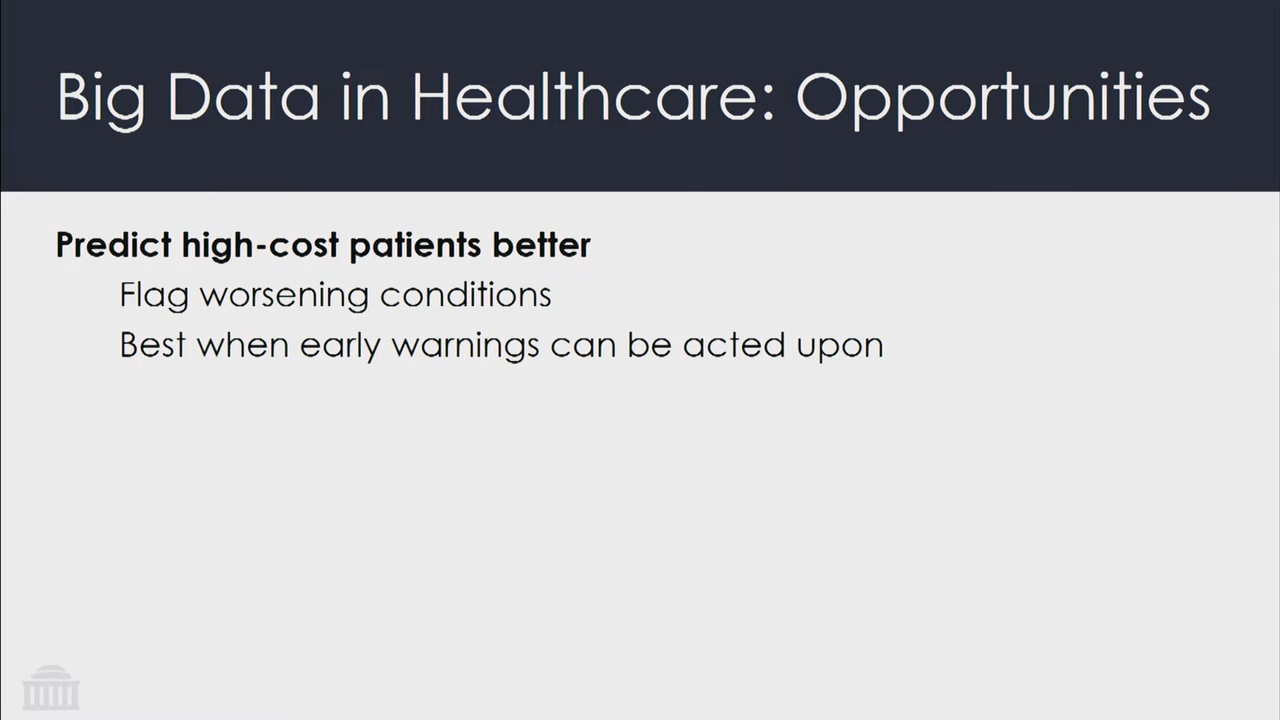 Big Data in Healthcare: Opportunities
Predict high-cost patients better
Flag worsening conditions
Best when early warnings can be acted upon